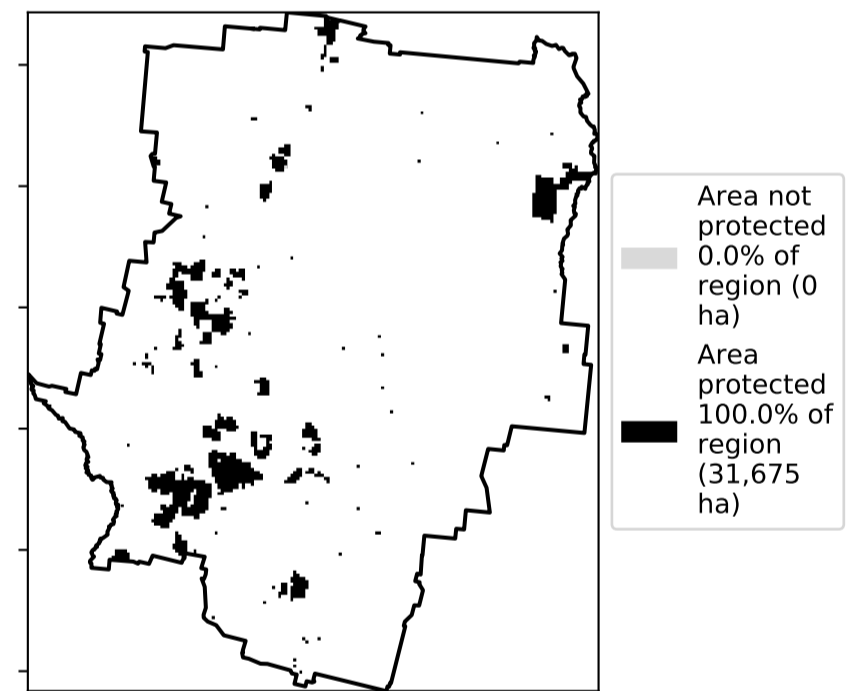 Area not
protected
0.0% of
region (0
ha)
Area
protected
100.0% of
region
(31,675
ha)